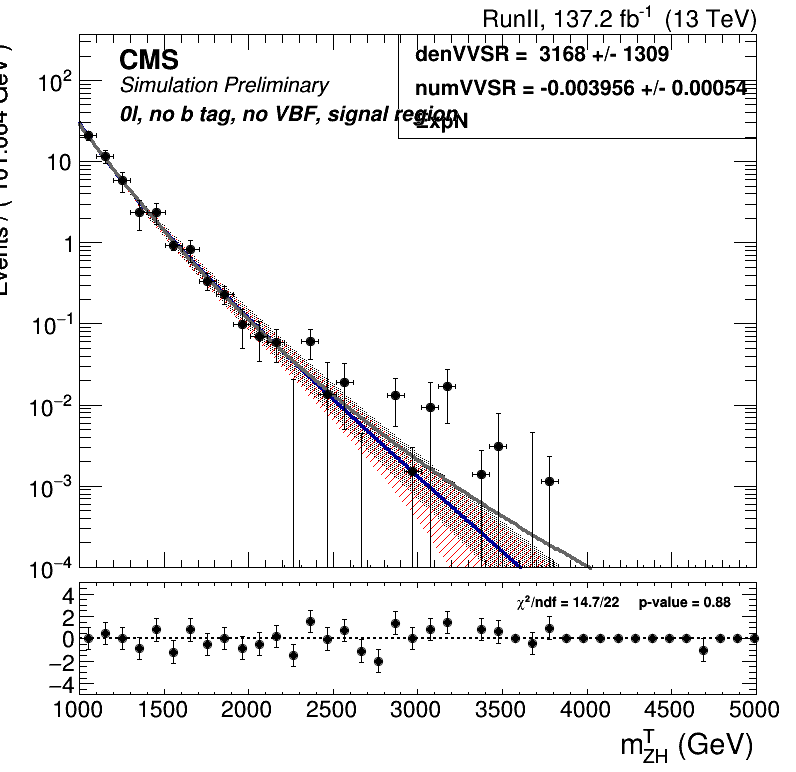 RunII, 137.2 fb⁻¹ (13 TeV)
CMS
Simulation Preliminary
0l, no b tag, no VBF, signal region
denVVSR = 3168 +/- 1309
numVVSR = -0.003956 +/- 0.00054
ExpN
10²
10
1
10⁻¹
10⁻²
10⁻³
10⁻⁴
χ²/ndf = 14.7/22 p-value = 0.88
4
2
0
−2
−4
1000 1500 2000 2500 3000 3500 4000 4500 5000
m^T_ZH (GeV)